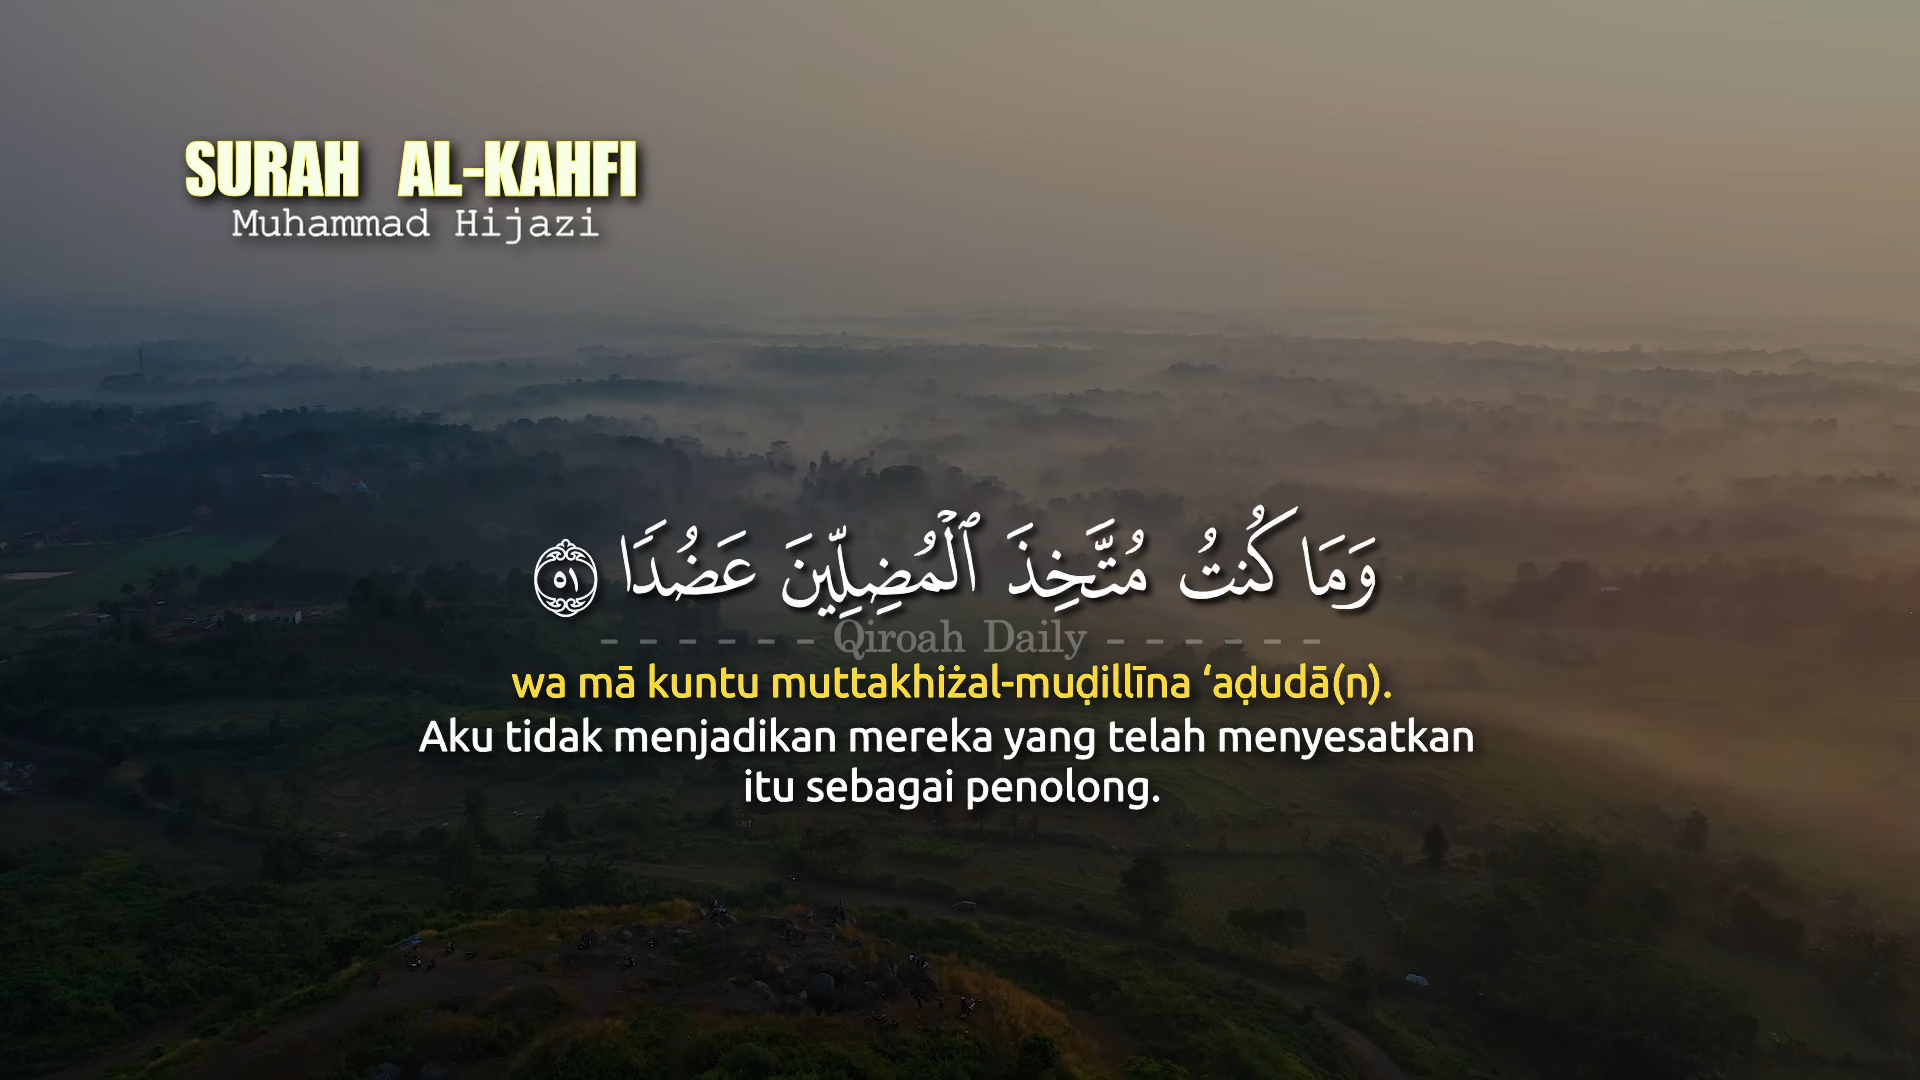 SURAH AL-KAHFI
Muhammad Hijazi
وَمَا كُنتُ مُتَّخِذَ ٱلْمُضِلِّينَ عَضُدًا ٥١
- - - - - - Qiroah Daily - - - - - -
wa mā kuntu muttakhiżal-muḍillīna ‘aḍudā(n).
Aku tidak menjadikan mereka yang telah menyesatkan
itu sebagai penolong.